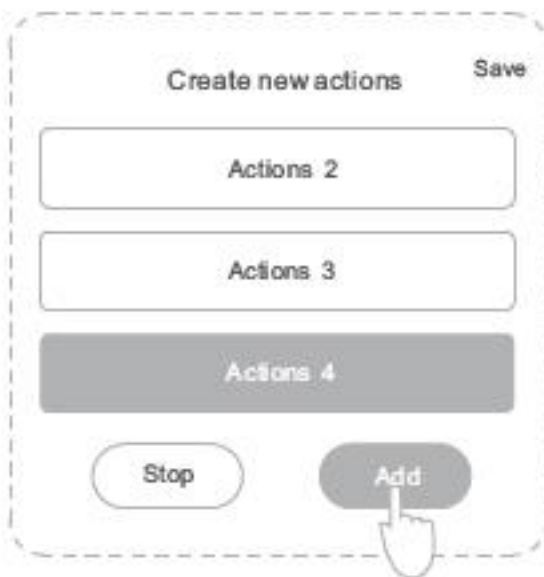 Save
Create new actions
Actions 2
Actions 3
Actions 4
Stop Add